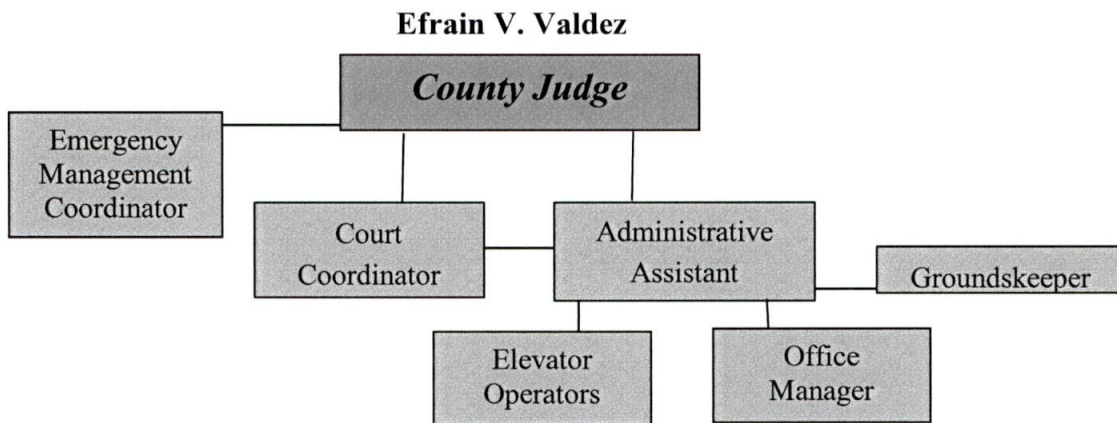 Efrain V. Valdez
County Judge
Emergency
Management
Coordinator
Court
Coordinator
Administrative
Assistant
Groundskeeper
Elevator
Operators
Office
Manager